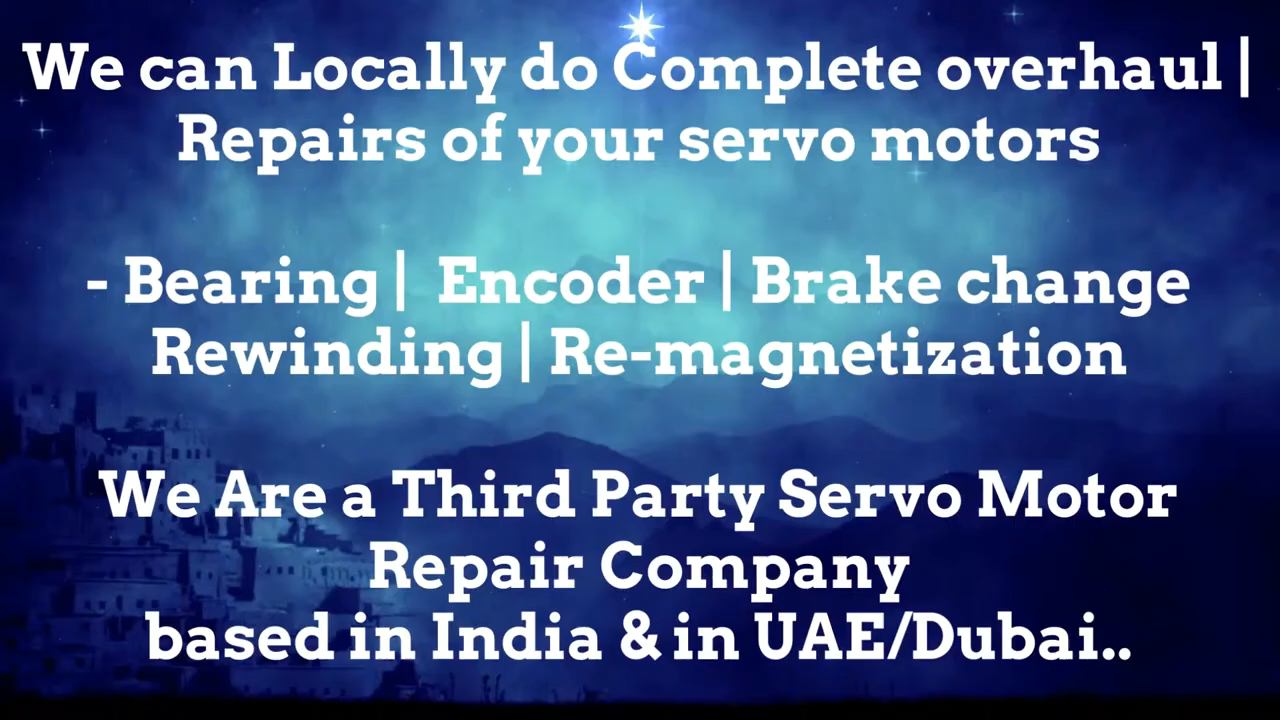 We can Locally do Complete overhaul |
Repairs of your servo motors
- Bearing | Encoder | Brake change
Rewinding | Re-magnetization
We Are a Third Party Servo Motor
Repair Company
based in India & in UAE/Dubai..